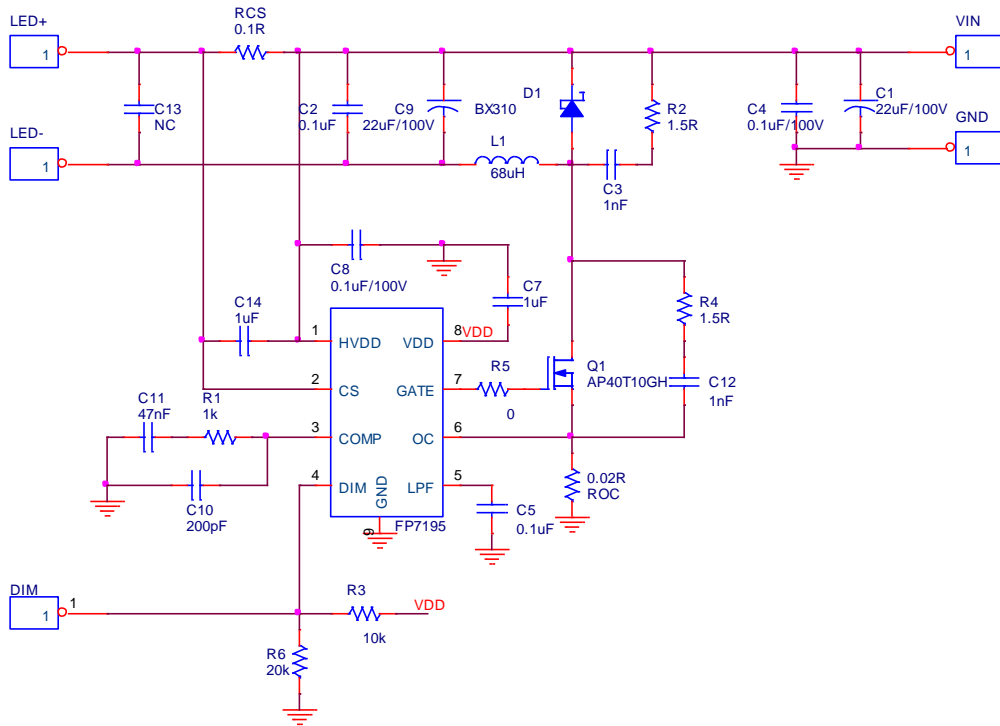 LED+
1
RCS
0.1R
VIN
1
C13
NC
C2
0.1uF
C9
22uF/100V
BX310
D1
R2
1.5R
C4
0.1uF/100V
C1
22uF/100V
GND
1
LED-
1
L1
68uH
C3
1nF
C8
0.1uF/100V
C7
1uF
C14
1uF
R4
1.5R
1
HVDD
VDD
8
VDD
2
CS
GATE
7
R5
0
Q1
AP40T10GH
C12
1nF
C11
47nF
R1
1k
3
COMP
OC
6
4
DIM
GND
LPF
5
C10
200pF
9
FP7195
C5
0.1uF
0.02R
ROC
DIM
1
1
R3
10k
VDD
R6
20k